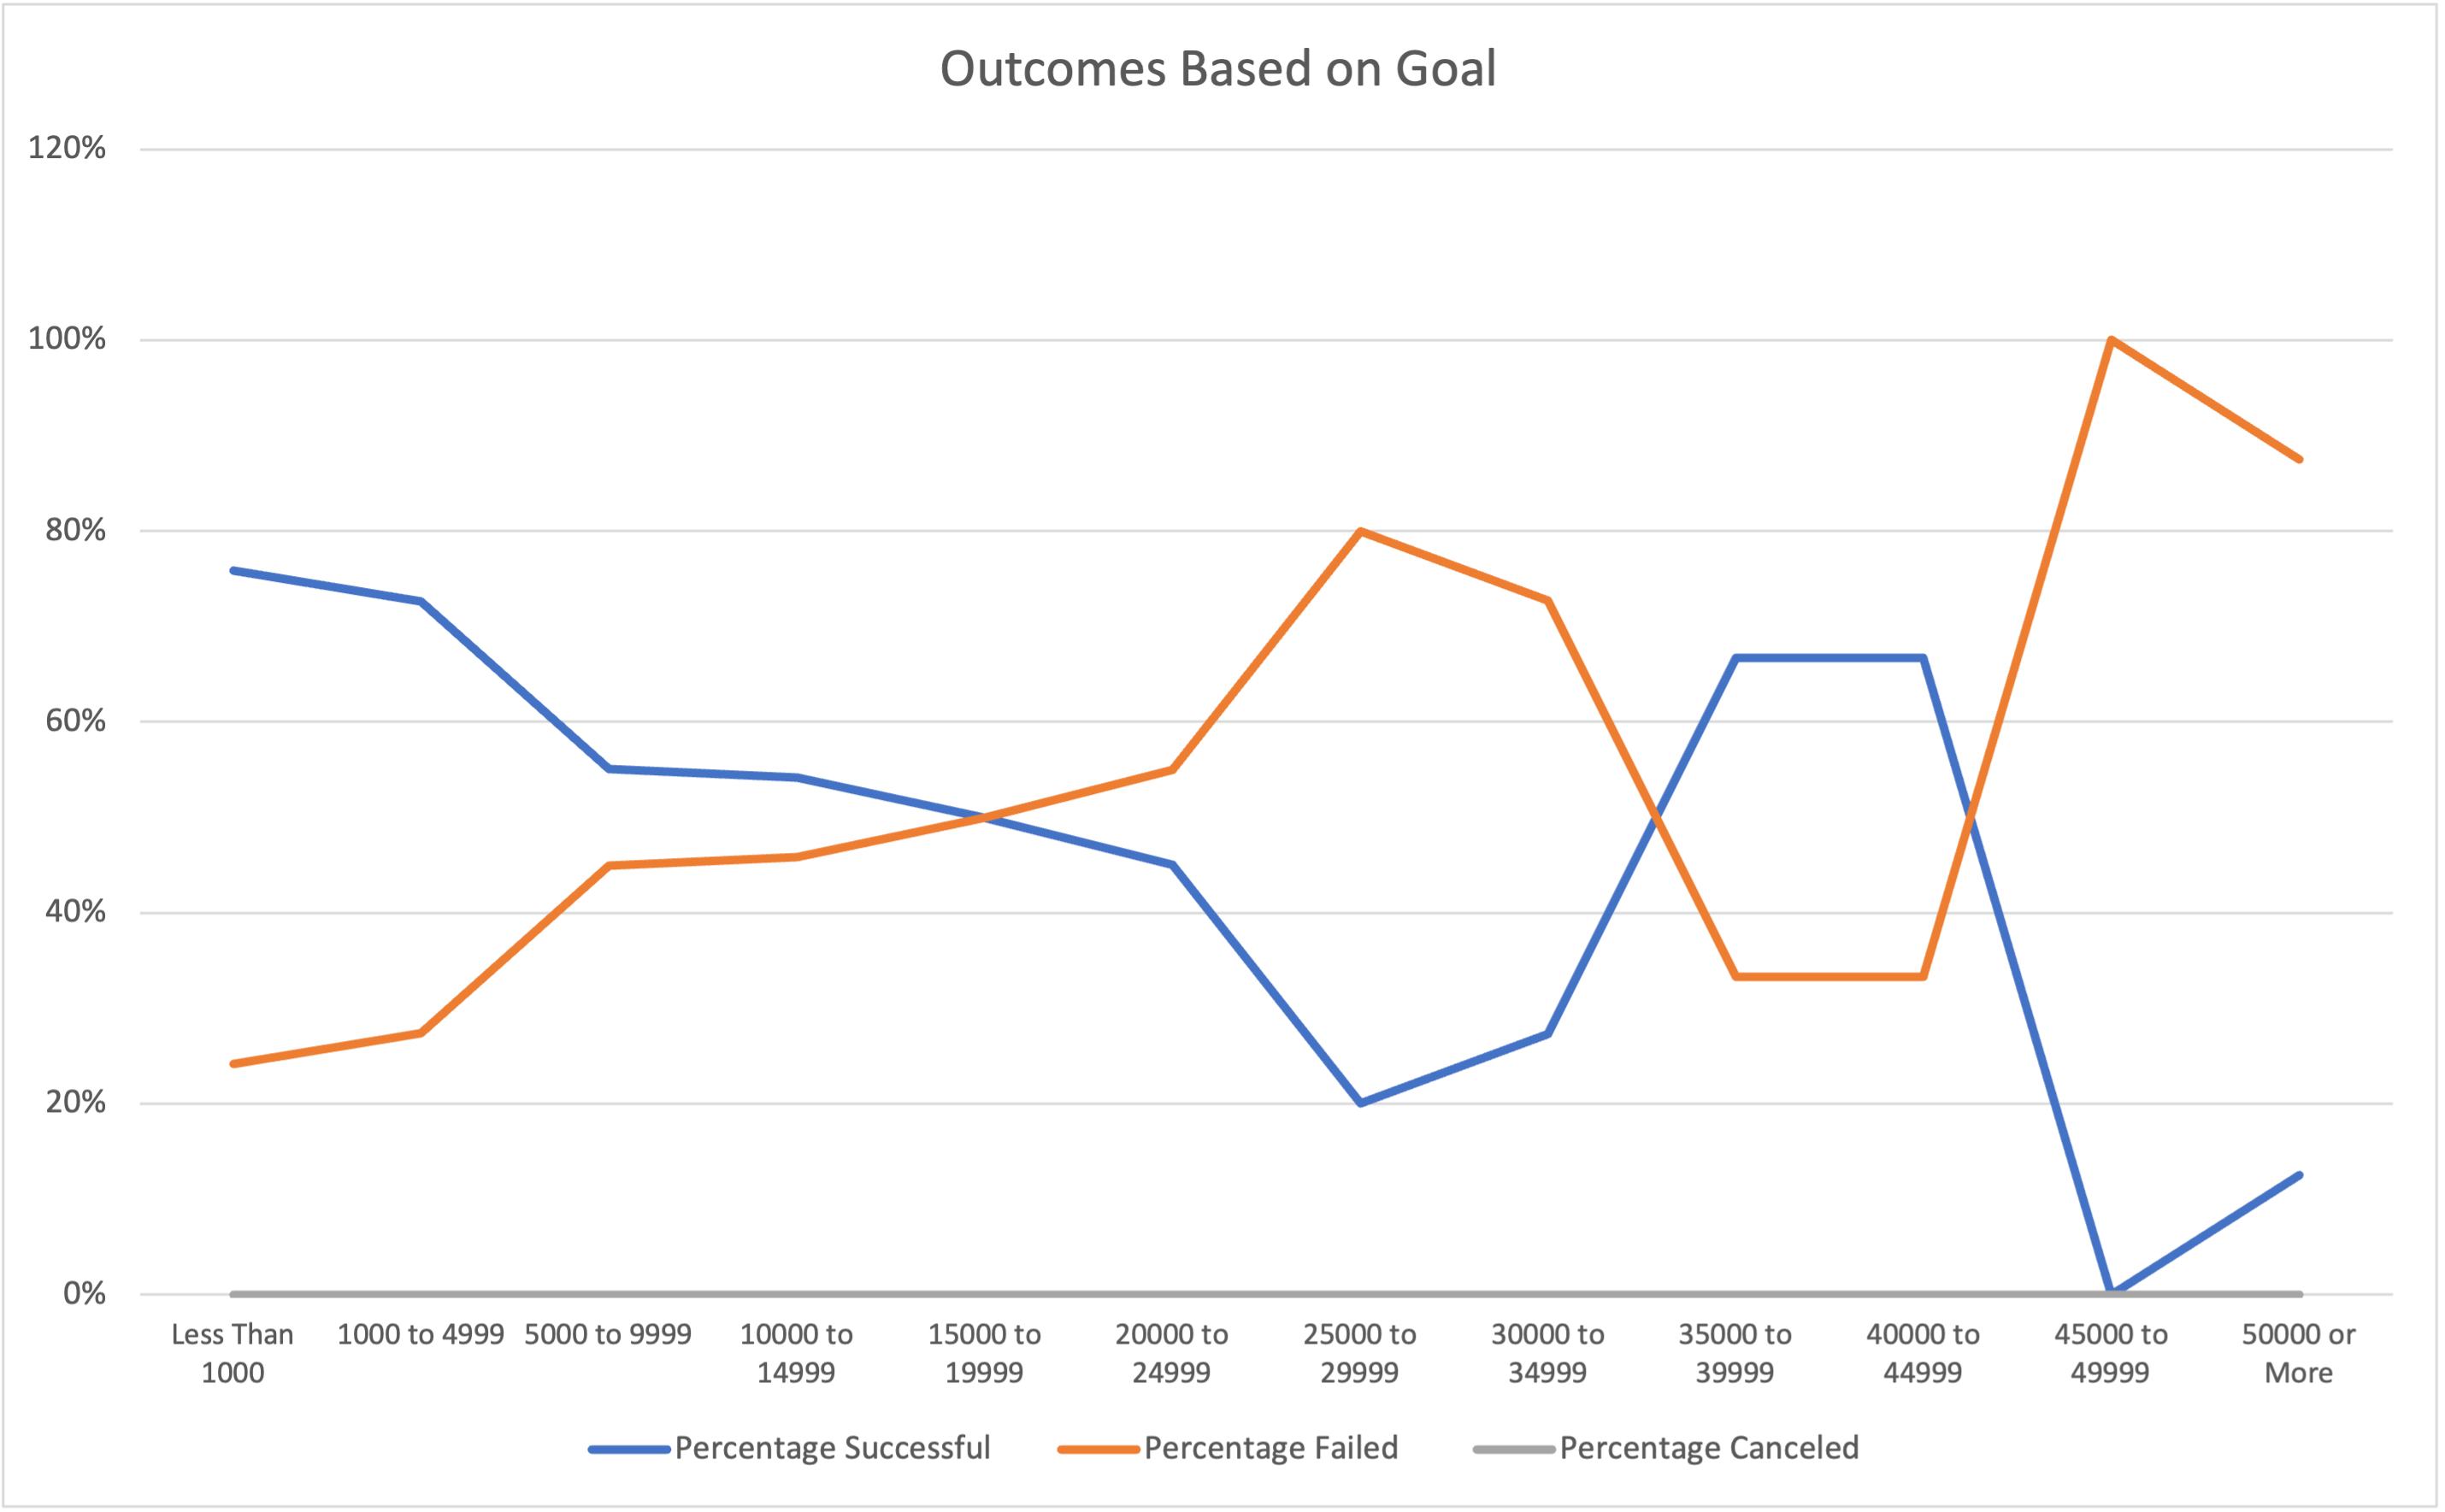 Outcomes Based on Goal
120%
100%
80%
60%
40%
20%
0%
Less Than
1000
1000 to 4999
5000 to 9999
10000 to
14999
15000 to
19999
20000 to
24999
25000 to
29999
30000 to
34999
35000 to
39999
40000 to
44999
45000 to
49999
50000 or
More
Percentage Successful
Percentage Failed
Percentage Canceled